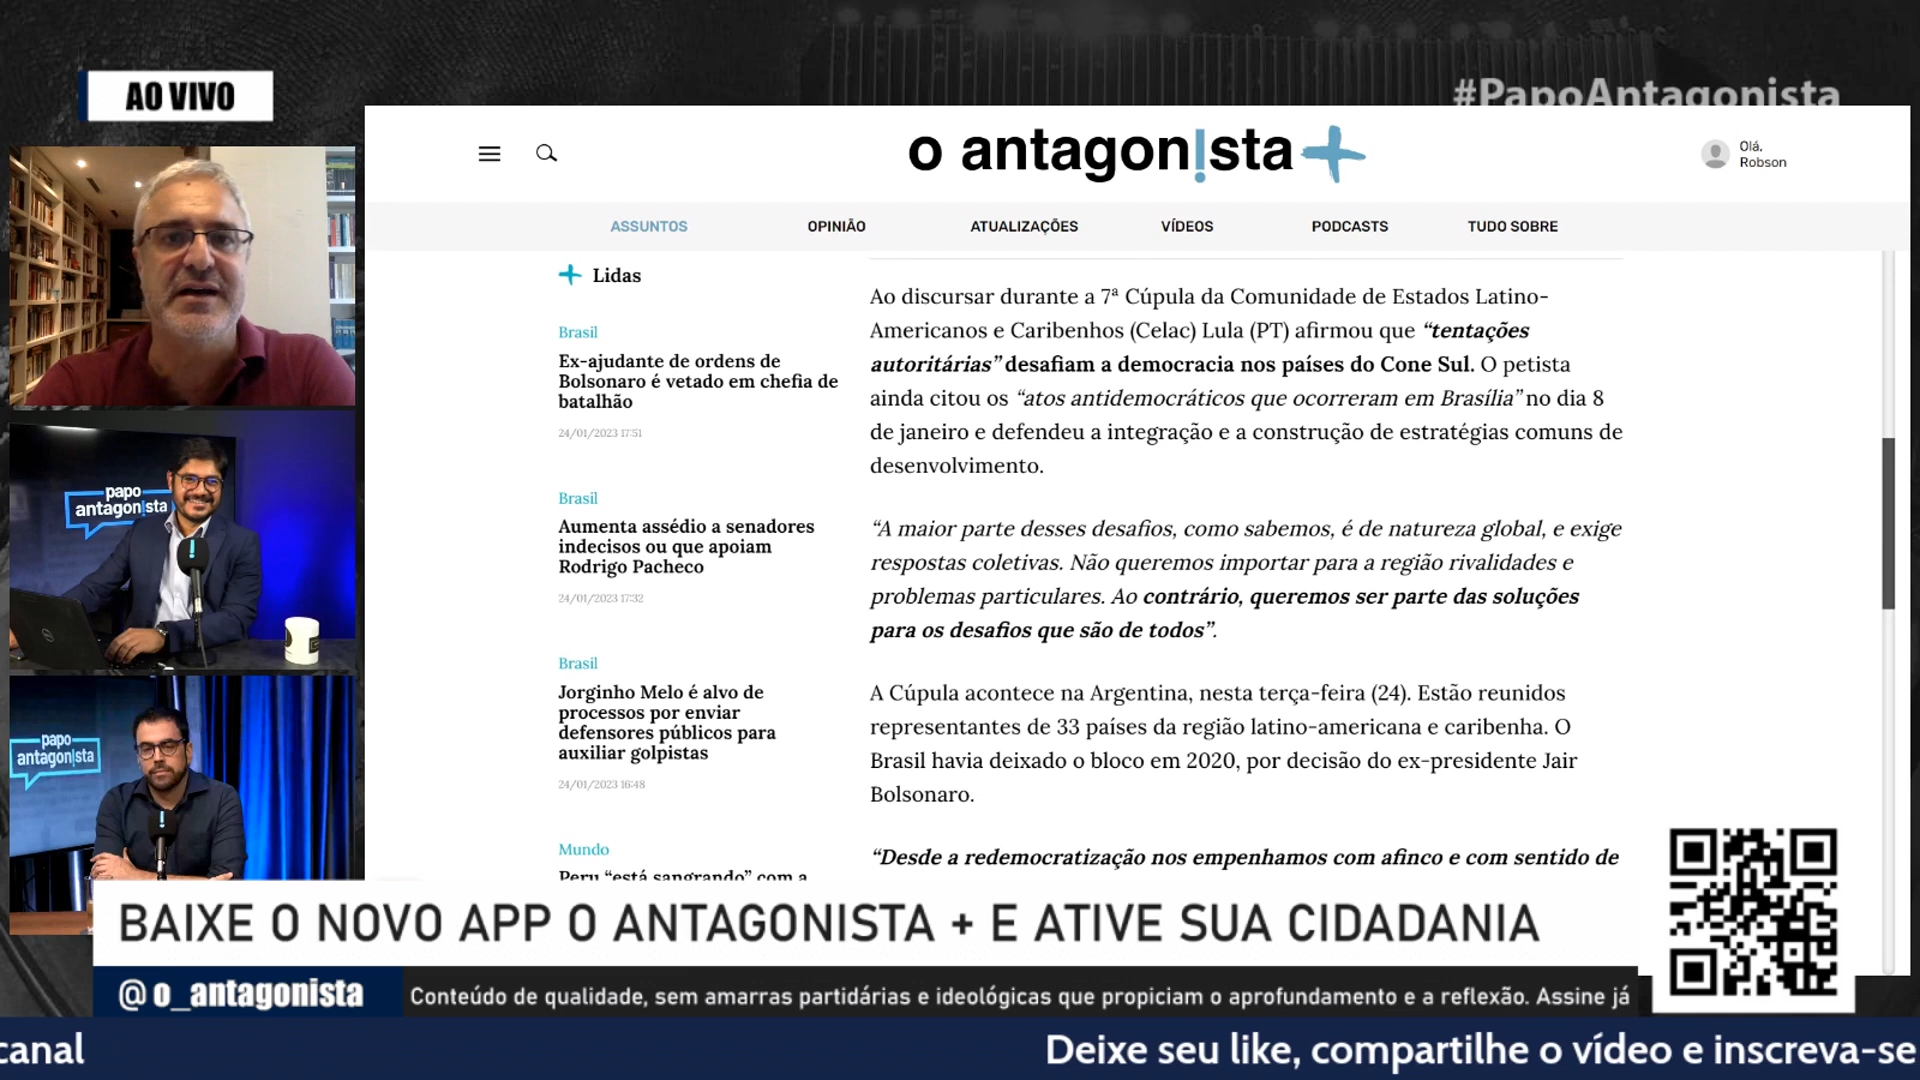 AO VIVO
#PapoAntagonista
o antagon!sta+
Olá,
Robson
ASSUNTOS
OPINIÃO
ATUALIZAÇÕES
VÍDEOS
PODCASTS
TUDO SOBRE
+ Lidas
Brasil
Ex-ajudante de ordens de
Bolsonaro é vetado em chefia de
batalhão
24/01/2023 17:51
Brasil
Aumenta assédio a senadores
indecisos ou que apoiam
Rodrigo Pacheco
24/01/2023 17:32
Brasil
Jorginho Melo é alvo de
processos por enviar
defensores públicos para
auxiliar golpistas
24/01/2023 16:48
Mundo
Peru “está sangrando” com a
Ao discursar durante a 7ª Cúpula da Comunidade de Estados Latino-
Americanos e Caribenhos (Celac) Lula (PT) afirmou que “tentações
autoritárias” desafiam a democracia nos países do Cone Sul. O petista
ainda citou os “atos antidemocráticos que ocorreram em Brasília” no dia 8
de janeiro e defendeu a integração e a construção de estratégias comuns de
desenvolvimento.
“A maior parte desses desafios, como sabemos, é de natureza global, e exige
respostas coletivas. Não queremos importar para a região rivalidades e
problemas particulares. Ao contrário, queremos ser parte das soluções
para os desafios que são de todos”.
A Cúpula acontece na Argentina, nesta terça-feira (24). Estão reunidos
representantes de 33 países da região latino-americana e caribenha. O
Brasil havia deixado o bloco em 2020, por decisão do ex-presidente Jair
Bolsonaro.
“Desde a redemocratização nos empenhamos com afinco e com sentido de
papo
antagon!sta
papo
antagon!sta
BAIXE O NOVO APP O ANTAGONISTA + E ATIVE SUA CIDADANIA
@o_antagonista
Conteúdo de qualidade, sem amarras partidárias e ideológicas que propiciam o aprofundamento e a reflexão. Assine já
canal
Deixe seu like, compartilhe o vídeo e inscreva-se